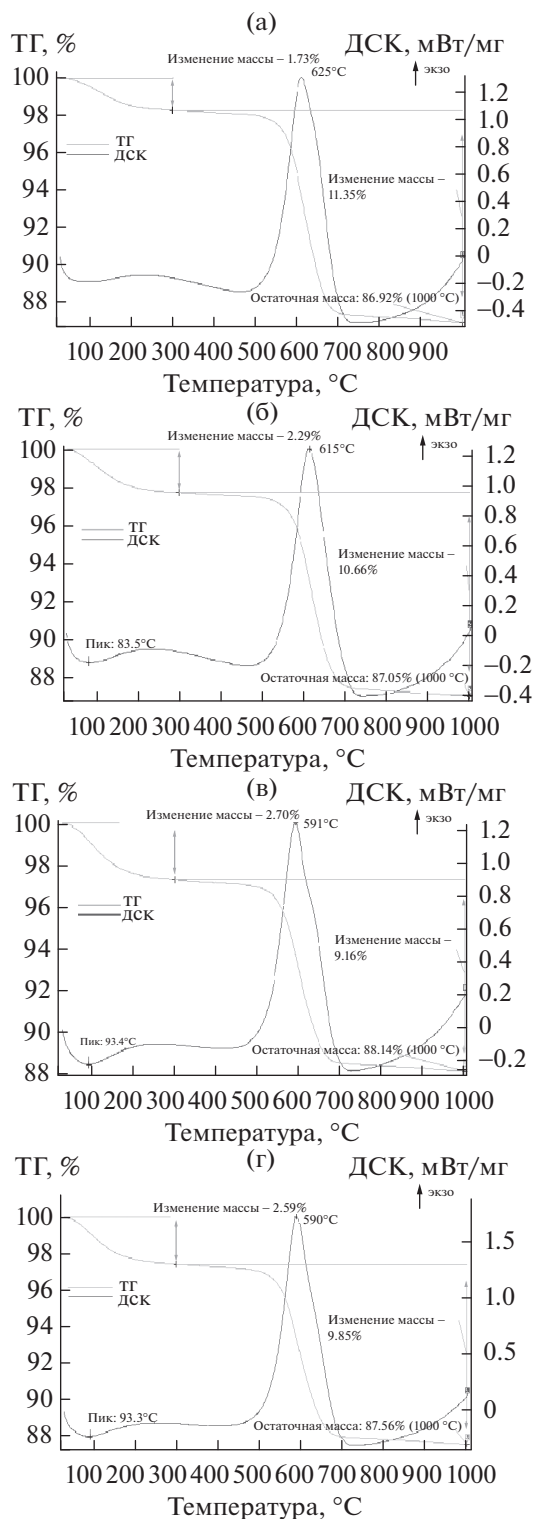 (а)
ТГ, % ДСК, мВт/мг
Изменение массы – 1.73%
экзо
625°C
100 1.2
98 1.0
ТГ
ДСК
96 0.8
Изменение массы –
11.35%
94 0.6
0.4
92 0.2
90 0
–0.2
Остаточная масса: 86.92% (1000 °C)
88 –0.4
100 200 300 400 500 600 700 800 900
Температура, °C
(б)
ТГ, % ДСК, мВт/мг
Изменение массы – 2.29%
экзо
615°C
100 1.2
98 1.0
ТГ
ДСК
96 0.8
Изменение массы –
10.66%
94 0.6
0.4
92 0.2
90 0
Пик: 83.5°C
–0.2
Остаточная масса: 87.05% (1000 °C)
88 –0.4
100 200 300 400 500 600 700 800 900 1000
Температура, °C
(в)
ТГ, % ДСК, мВт/мг
Изменение массы – 2.70%
экзо
591°C
100 1.2
98 1.0
ТГ
ДСК
96 0.8
0.6
Изменение массы –
9.16%
94 0.4
92 0.2
90 0
Пик: 93.4°C
Остаточная масса: 88.14% (1000 °C)
88 –0.2
100 200 300 400 500 600 700 800 900 1000
Температура, °C
(г)
ТГ, % ДСК, мВт/мг
экзо
Изменение массы – 2.59%
590°C
100
98 1.5
ТГ
ДСК
96 1.0
Изменение массы –
9.85%
94
92 0.5
90
Пик: 93.3°C
Остаточная масса: 87.56% (1000 °C)
88 0
100 200 300 400 500 600 700 800 900 1000
Температура, °C